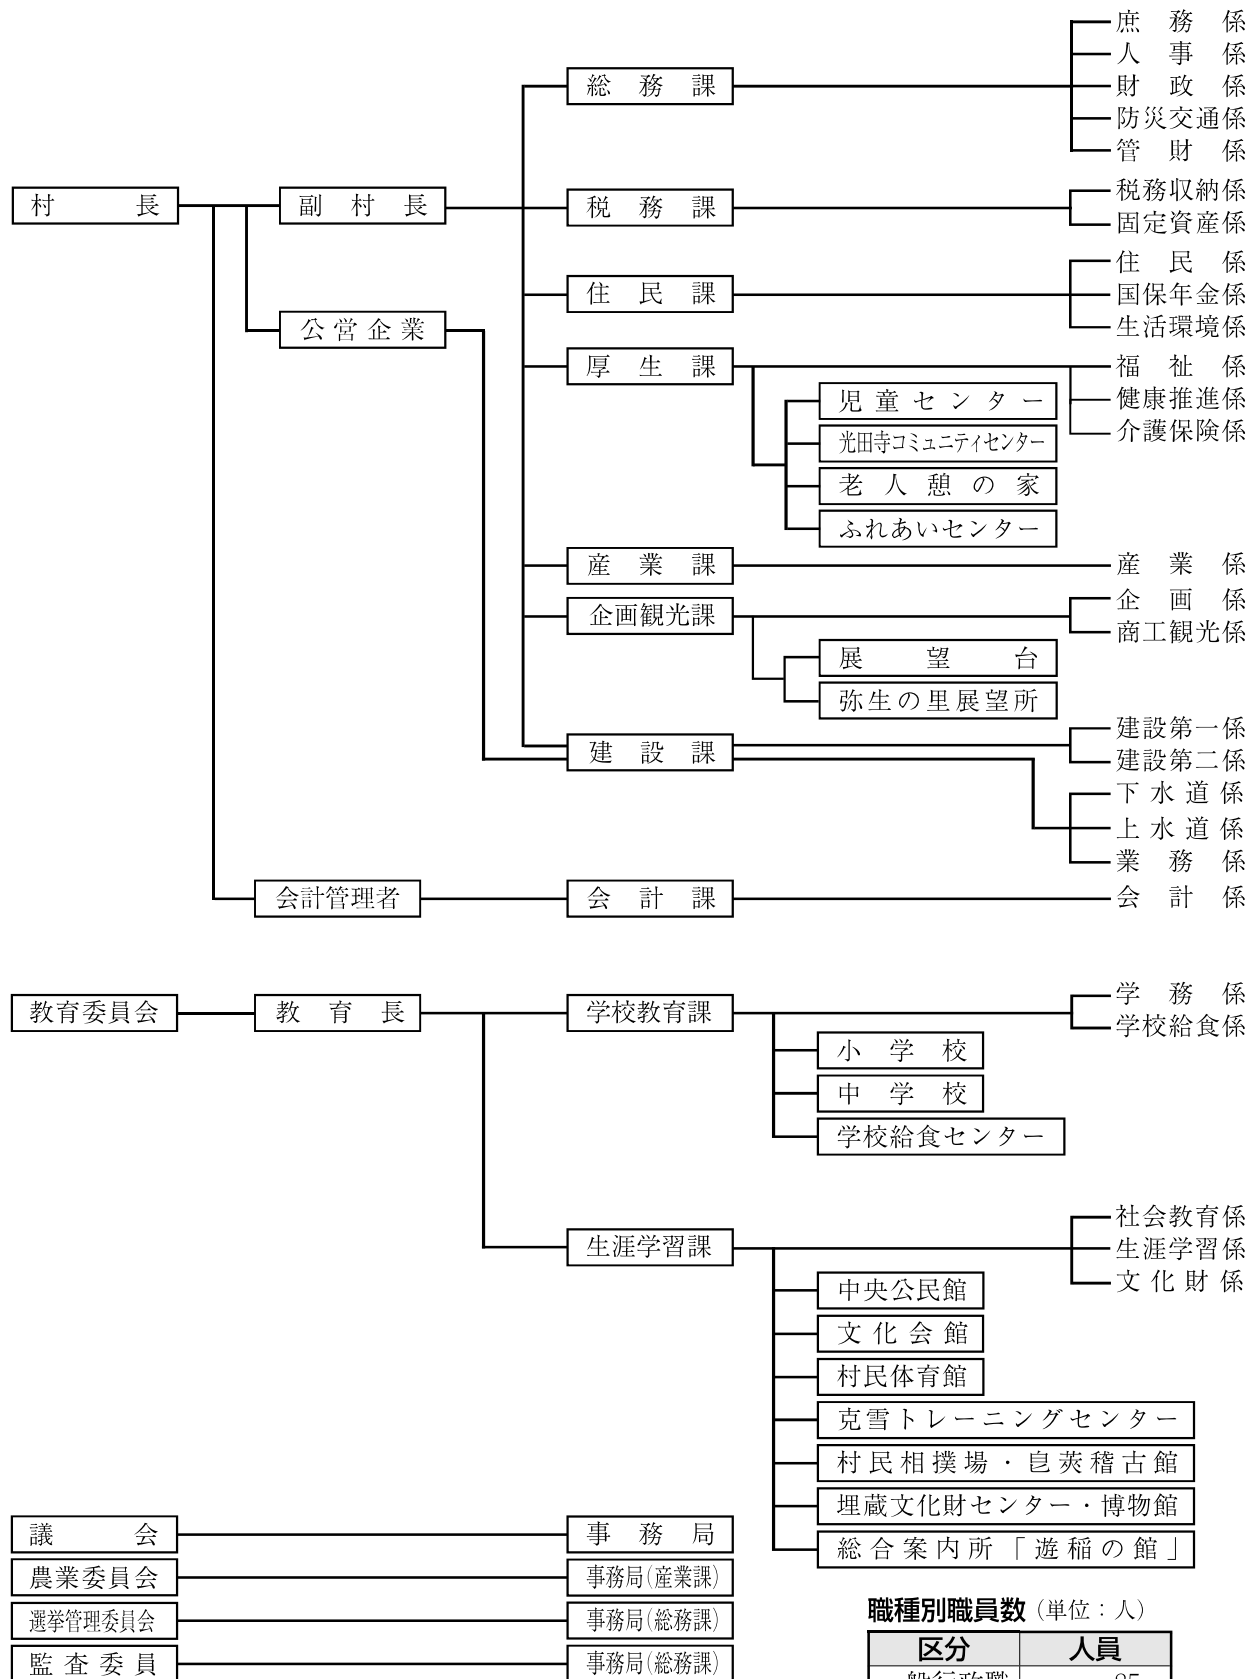 庶務係
人事係
総務課
財政係
防災交通係
管財係
村長
副村長
税務課
税務収納係
固定資産係
住民課
住民係
国保年金係
生活環境係
公営企業
厚生課
福祉係
健康推進係
介護保険係
児童センター
光田寺コミュニティセンター
老人憩の家
ふれあいセンター
産業課
産業係
企画観光課
企画係
商工観光係
展望台
弥生の里展望所
建設課
建設第一係
建設第二係
下水道係
上水道係
業務係
会計管理者
会計課
会計係
教育委員会
教育長
学校教育課
学務係
学校給食係
小学校
中学校
学校給食センター
生涯学習課
社会教育係
生涯学習係
文化財係
中央公民館
文化会館
村民体育館
克雪トレーニングセンター
村民相撲場・皀莢稽古館
埋蔵文化財センター・博物館
総合案内所「遊稲の館」
議会
事務局
農業委員会
事務局(産業課)
選挙管理委員会
事務局(総務課)
監査委員
事務局(総務課)
職種別職員数(単位:人)
区分 人員